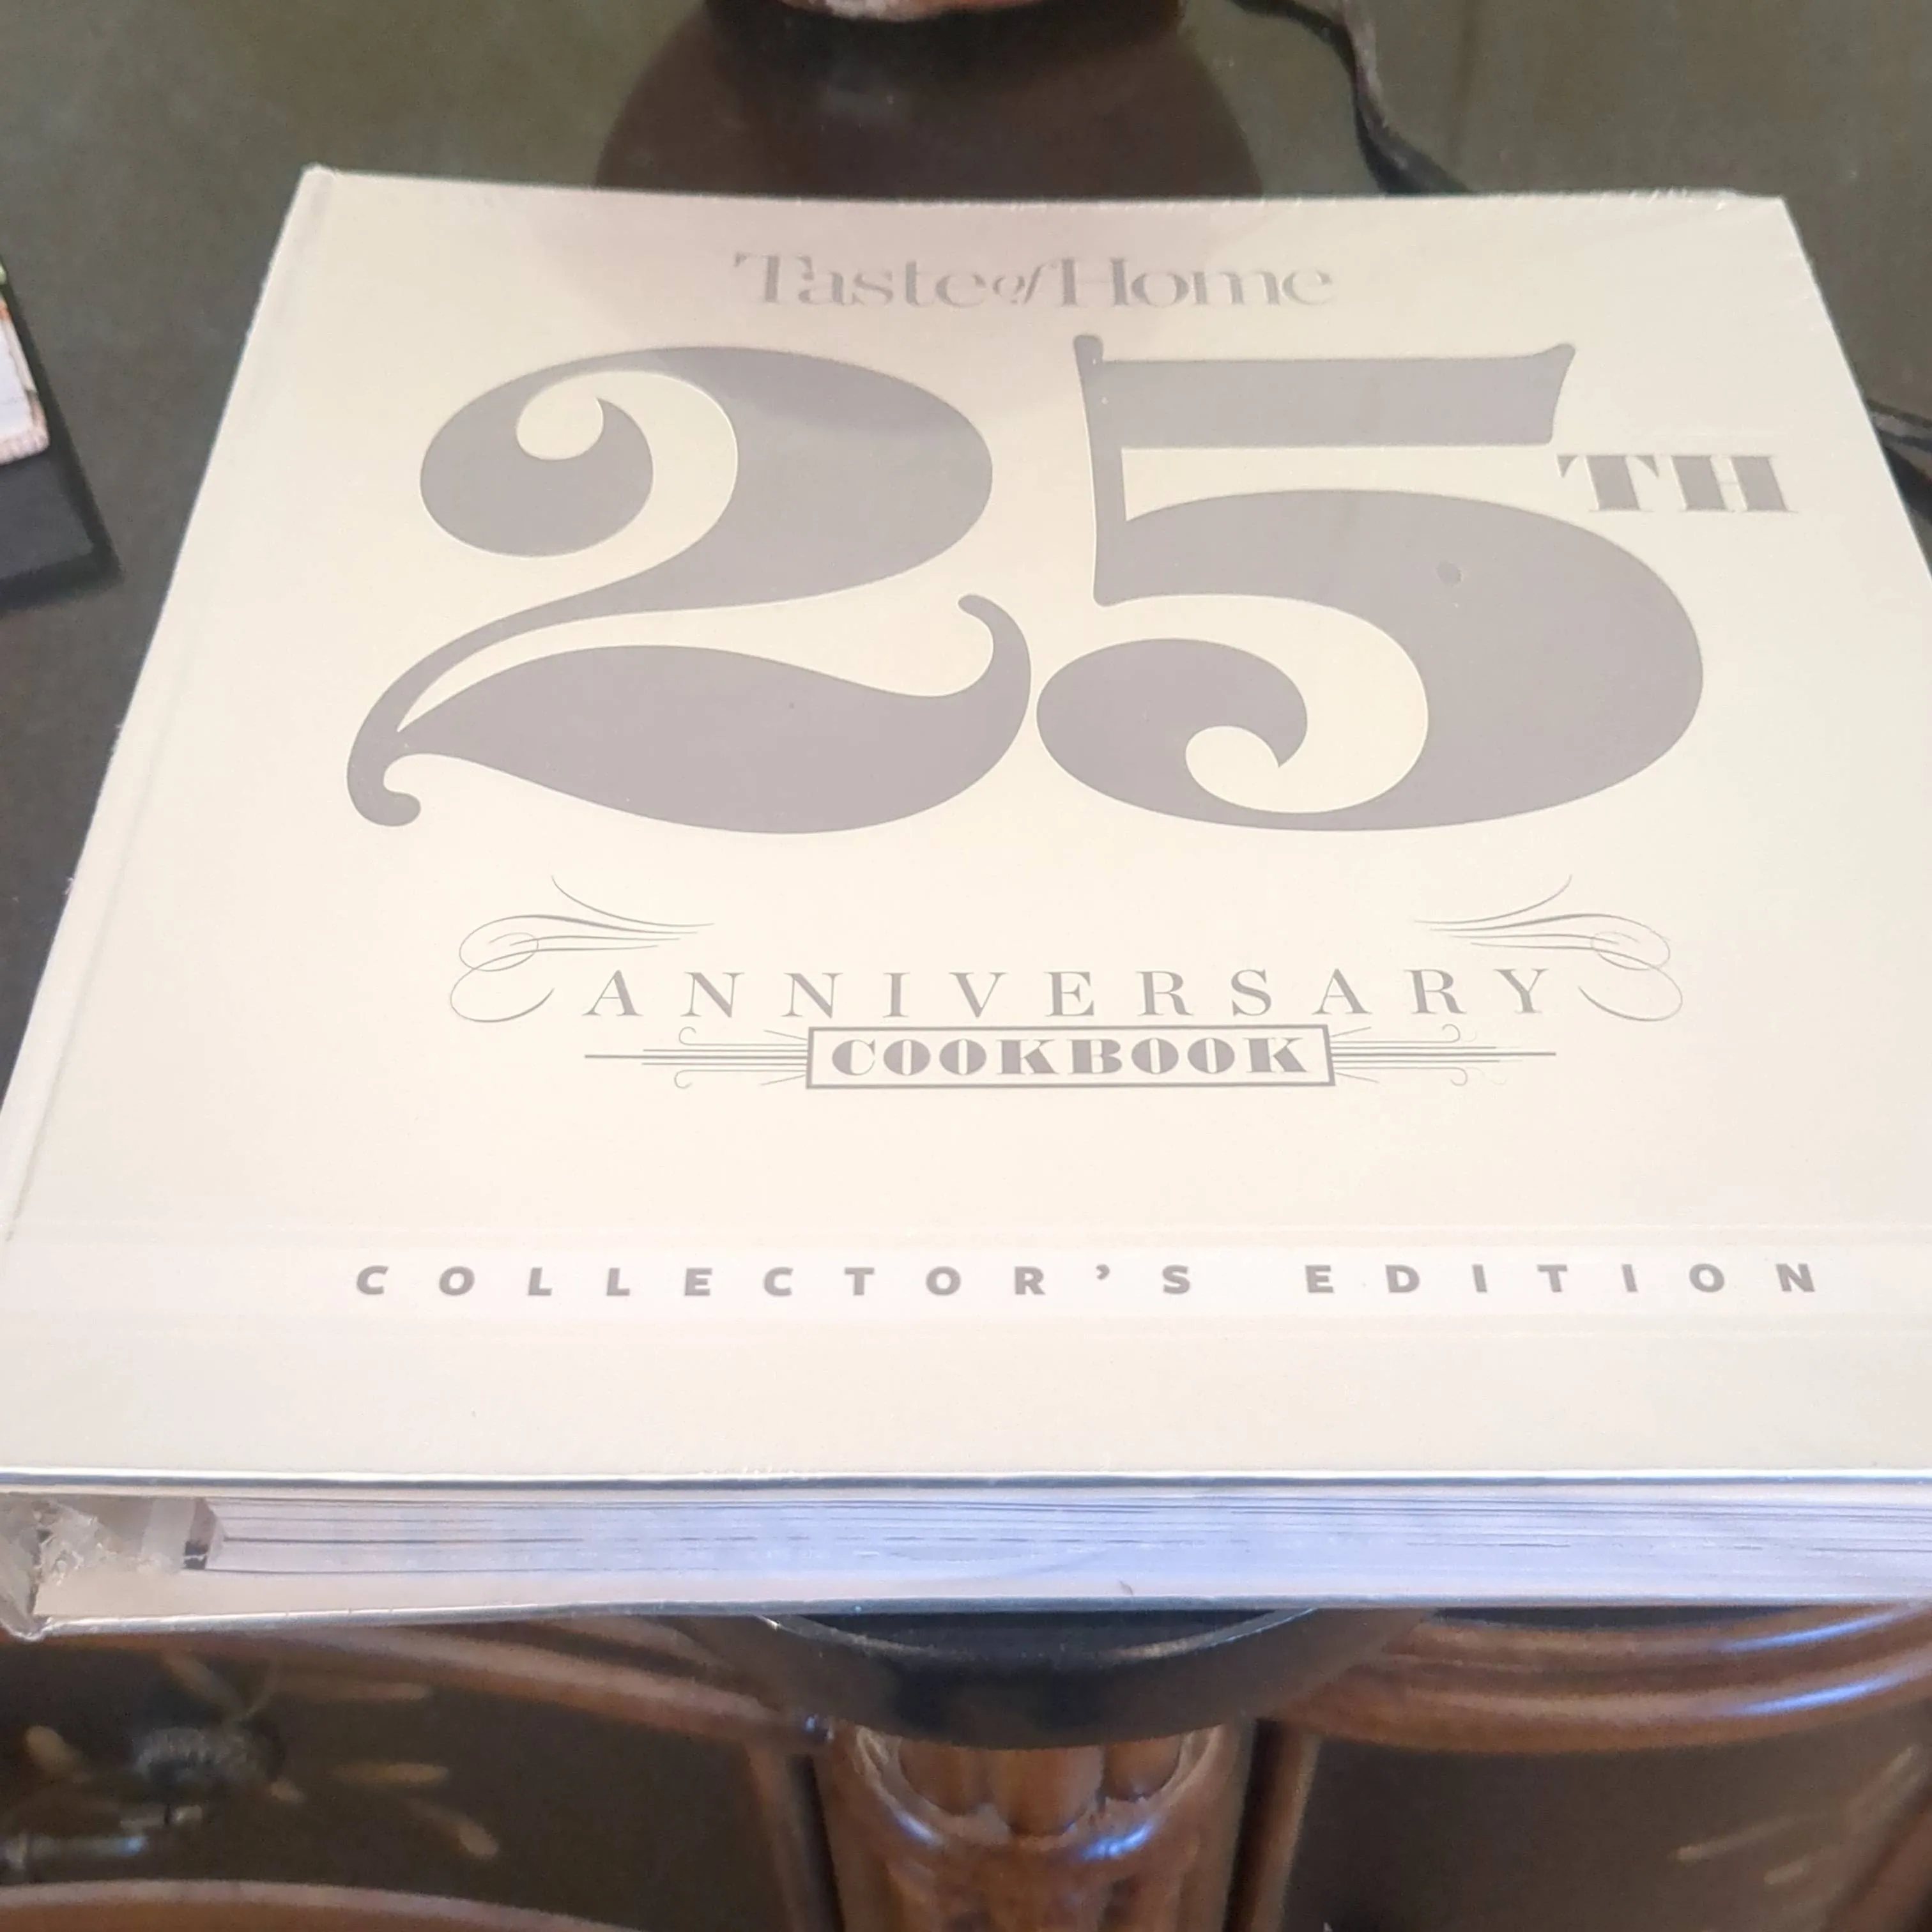 Taste of Home
25TH
ANNIVERSARY
COOKBOOK
COLLECTOR'S EDITION